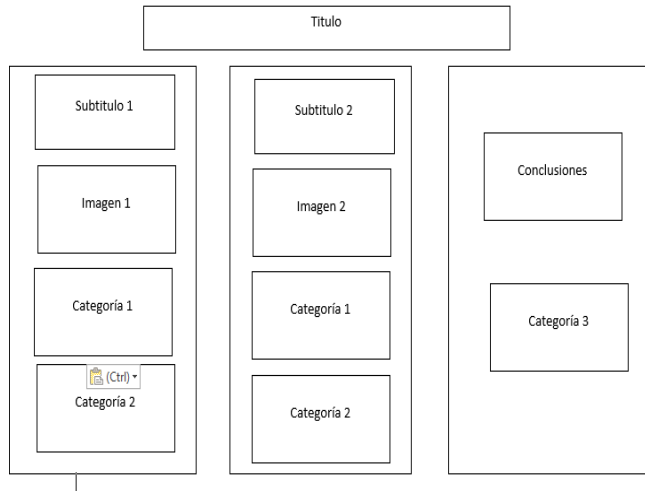 Titulo
Subtitulo 1
Imagen 1
Categoría 1
(Ctrl)
Categoría 2
Subtitulo 2
Imagen 2
Categoría 1
Categoría 2
Conclusiones
Categoría 3